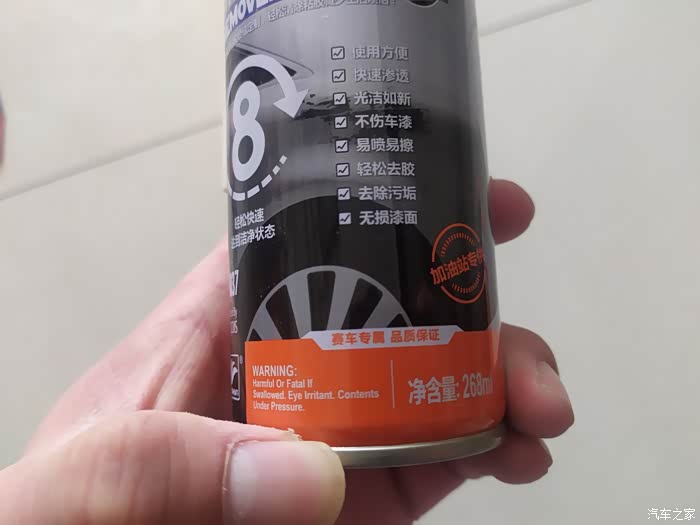 使用方便
快速渗透
光洁如新
不伤车漆
易喷易擦
轻松去胶
去除污垢
无损漆面
8
轻松快速
洁净状态
加油站专供
赛车专属 品质保证
WARNING:
Harmful Or Fatal If
Swallowed. Eye Irritant. Contents
Under Pressure.
净含量: 268ml
汽车之家